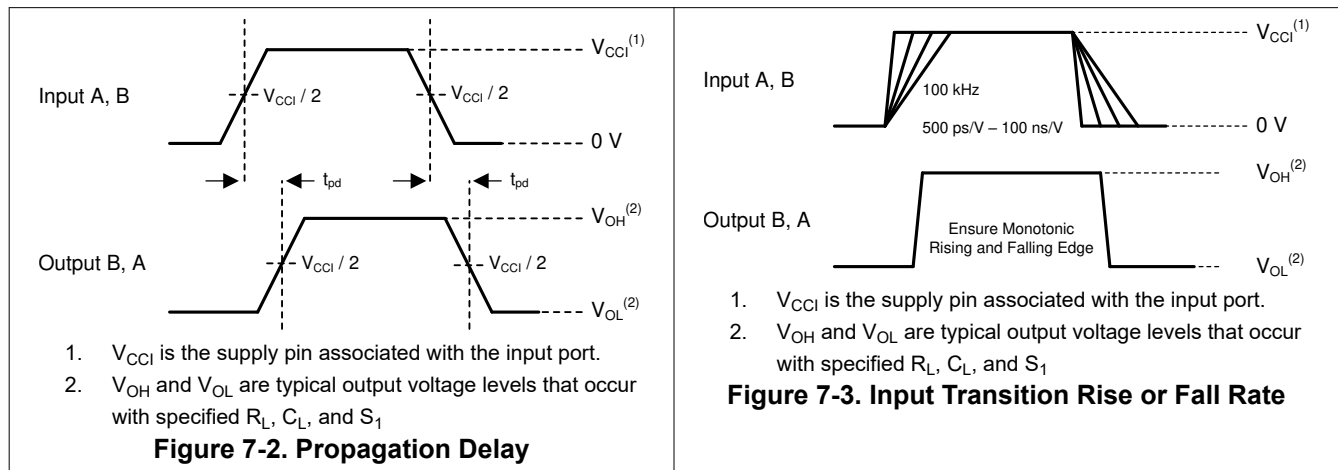 V_CCI^(1)
Input A, B
V_CCI / 2
V_CCI / 2
0 V
t_pd
t_pd
V_OH^(2)
Output B, A
V_CCI / 2
V_CCI / 2
V_OL^(2)
1. V_CCI is the supply pin associated with the input port.
2. V_OH and V_OL are typical output voltage levels that occur
with specified R_L, C_L, and S_1
Figure 7-2. Propagation Delay
V_CCI^(1)
Input A, B
100 kHz
500 ps/V – 100 ns/V
0 V
V_OH^(2)
Output B, A
Ensure Monotonic
Rising and Falling Edge
V_OL^(2)
1. V_CCI is the supply pin associated with the input port.
2. V_OH and V_OL are typical output voltage levels that occur
with specified R_L, C_L, and S_1
Figure 7-3. Input Transition Rise or Fall Rate